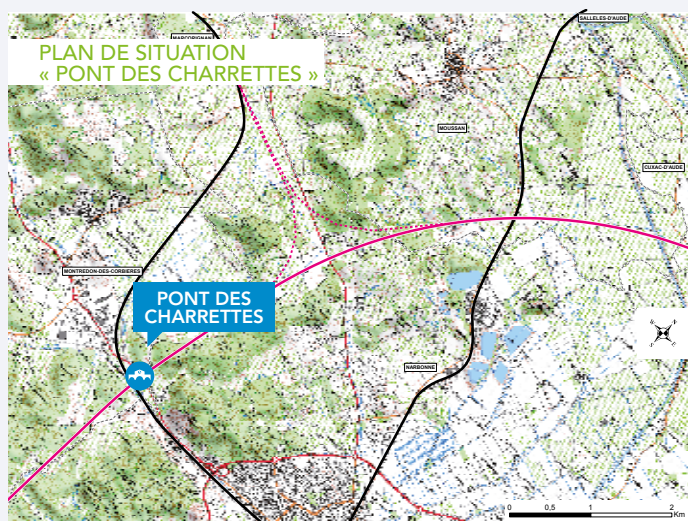 PLAN DE SITUATION
« PONT DES CHARRETTES »
SALLELES-D'AUDE
MOUSSAN
CUXAC-D'AUDE
MONTREDON-DES-CORBIERES
PONT DES
CHARRETTES
NARBONNE
0 0,5 1 2
Km